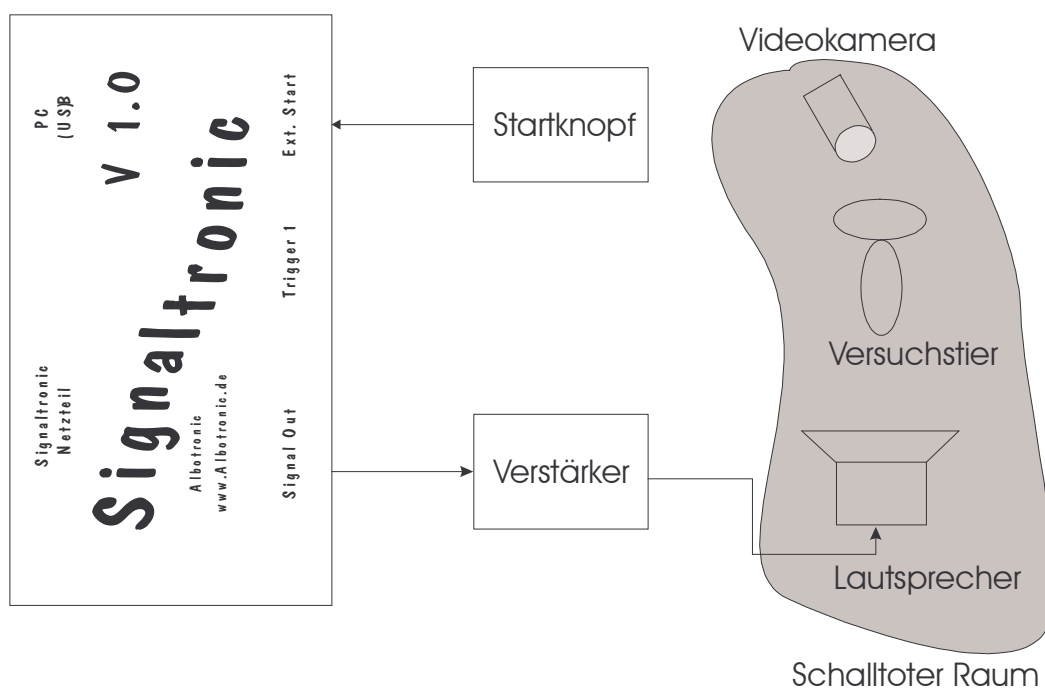 PC
(USB)
V 1.0
Ext. Start
Signaltronic
Trigger 1
Signaltronic
Netzteil
Albotronic
www.Albotronic.de
Signal Out
Startknopf
Verstärker
Videokamera
Versuchstier
Lautsprecher
Schalltoter Raum